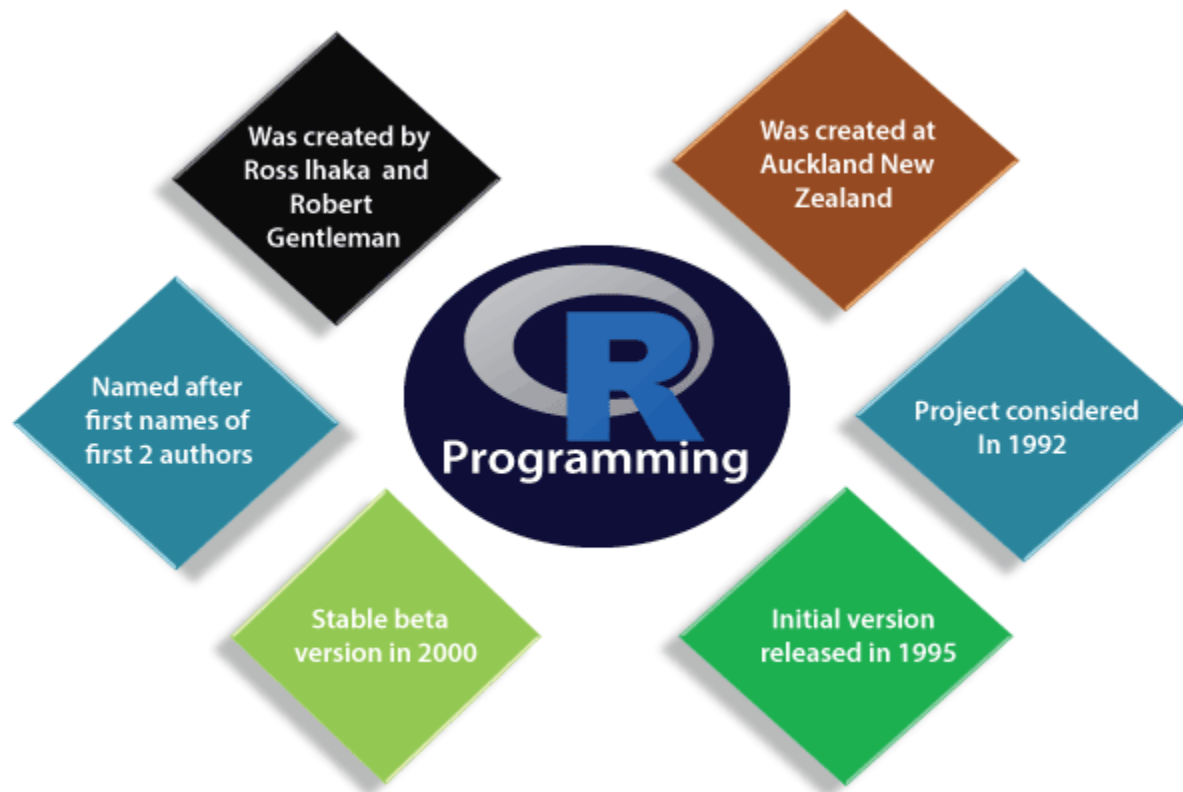 Was created by
Ross Ihaka and
Robert
Gentleman
Was created at
Auckland New
Zealand
Named after
first names of
first 2 authors
R
Programming
Project considered
In 1992
Stable beta
version in 2000
Initial version
released in 1995